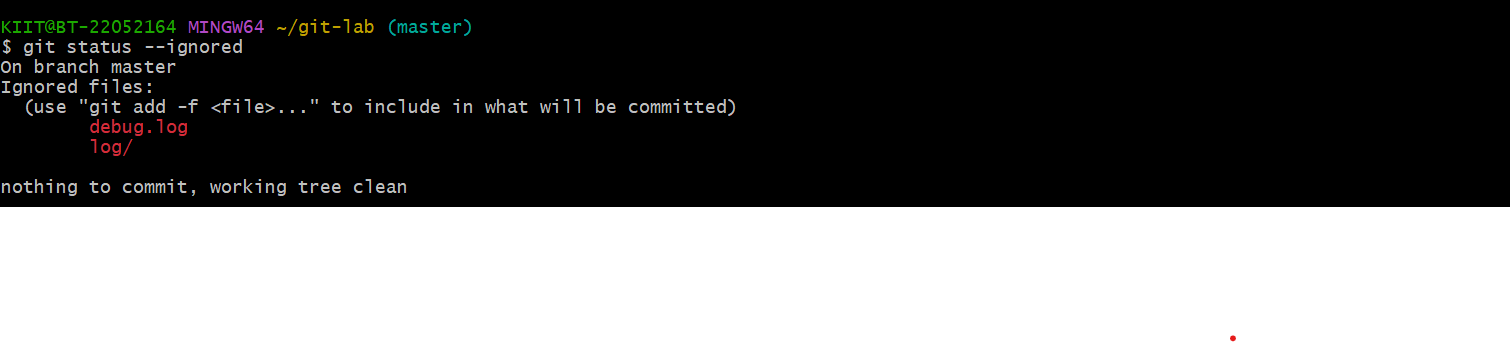 KIIT@BT-22052164 MINGW64 ~/git-lab (master)
$ git status --ignored
On branch master
Ignored files:
  (use "git add -f <file>..." to include in what will be committed)
        debug.log
        log/

nothing to commit, working tree clean